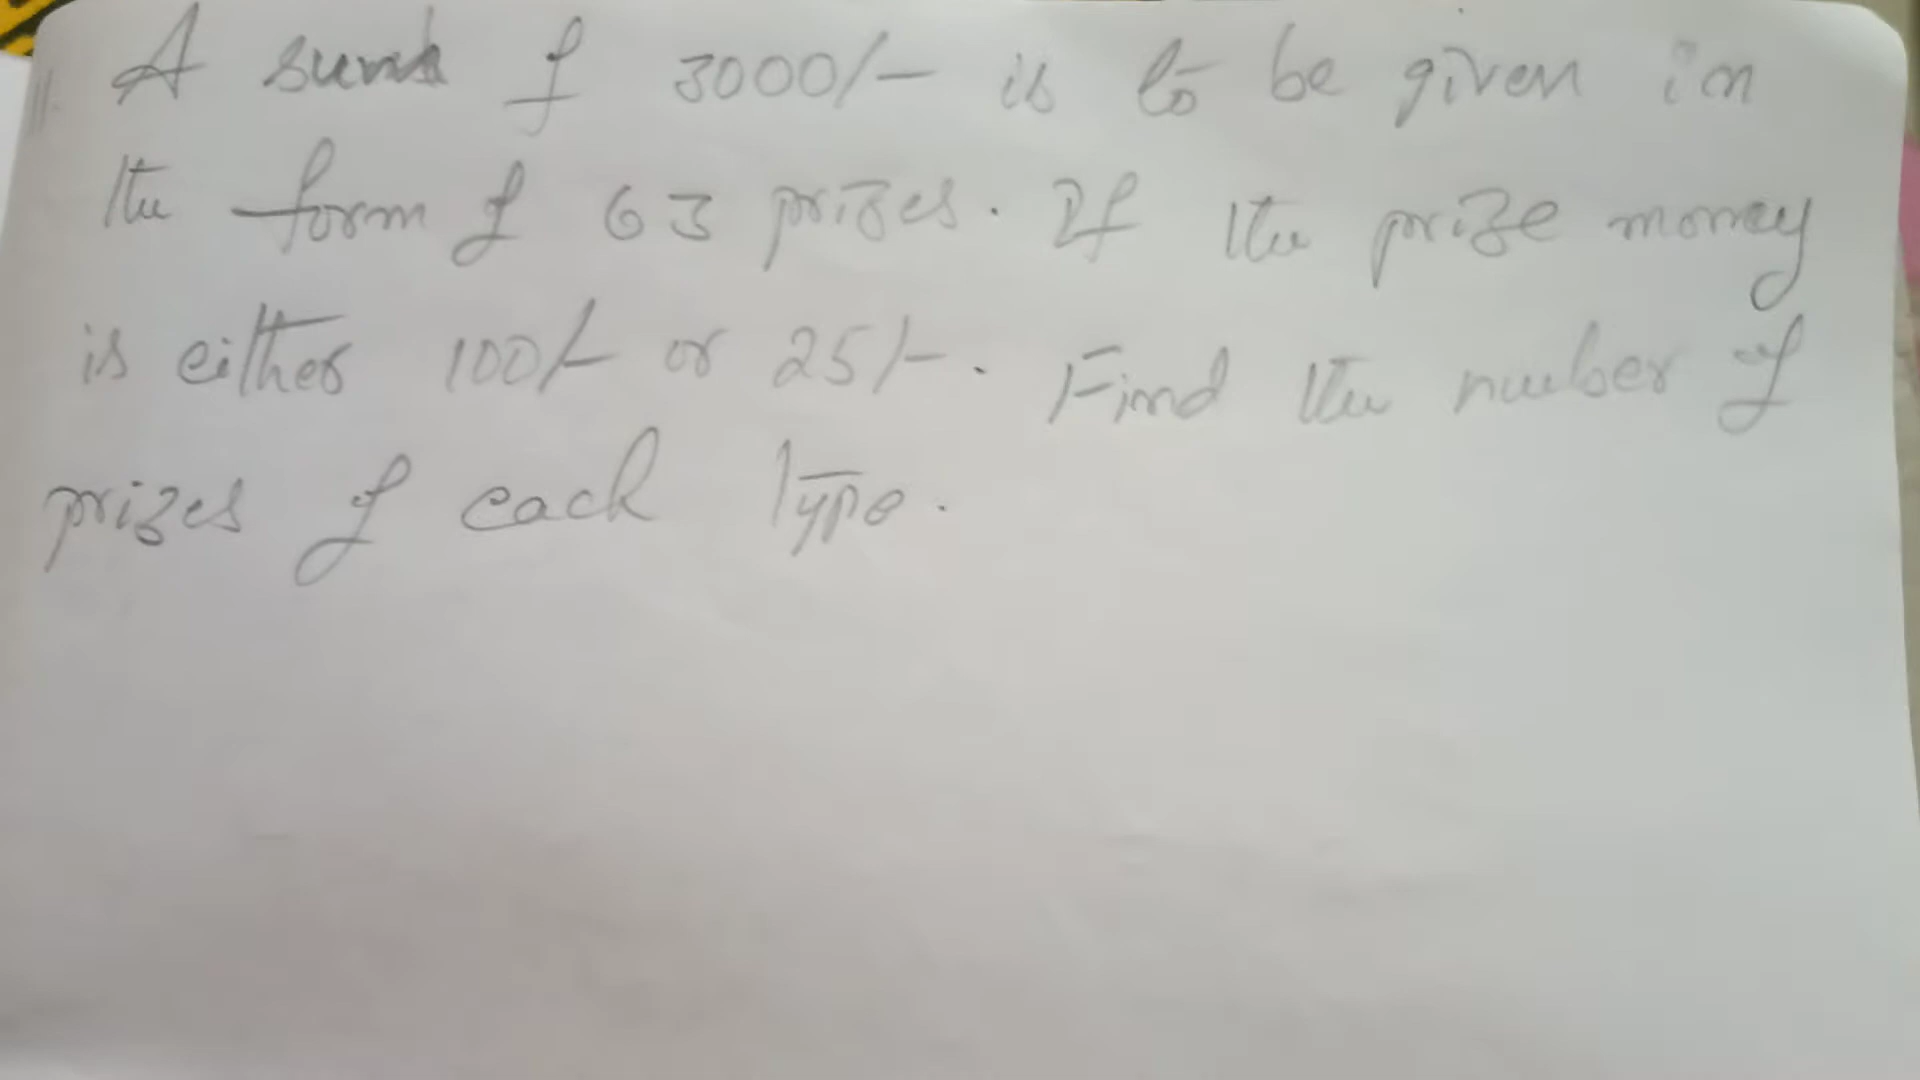 A sum of 3000/- is to be given in
the form of 63 prizes. If the prize money
is either 100/- or 25/-. Find the number of
prizes of each type.